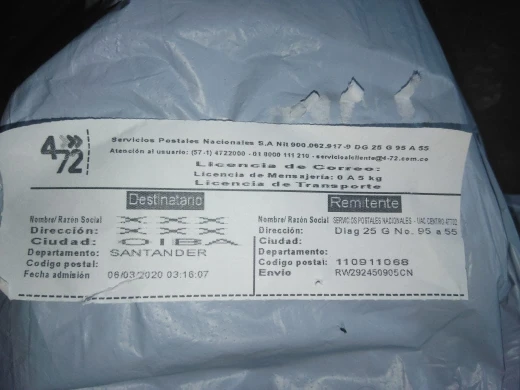 4-72
Servicios Postales Nacionales S.A Nit 900.062.917-9 DG 25 G 95 A 55
Atención al usuario: (57-1) 4722000 - 01 8000 111 210 - servicioalcliente@4-72.com.co
Licencia de Correo:
Licencia de Mensajería: 0 A 5 kg
Licencia de Transporte
Destinatario
Nombre/ Razón Social X X X
Dirección: X X X
Ciudad: OIBA
Departamento: SANTANDER
Codigo postal:
Fecha admisión 06/03/2020 03:16:07
Remitente
Nombre/ Razón Social SERVICIOS POSTALES NACIONALES - UAC CENTRO 4772
Dirección: Diag 25 G No. 95 a 55
Ciudad:
Departamento:
Codigo postal: 110911068
Envio RW292450905CN